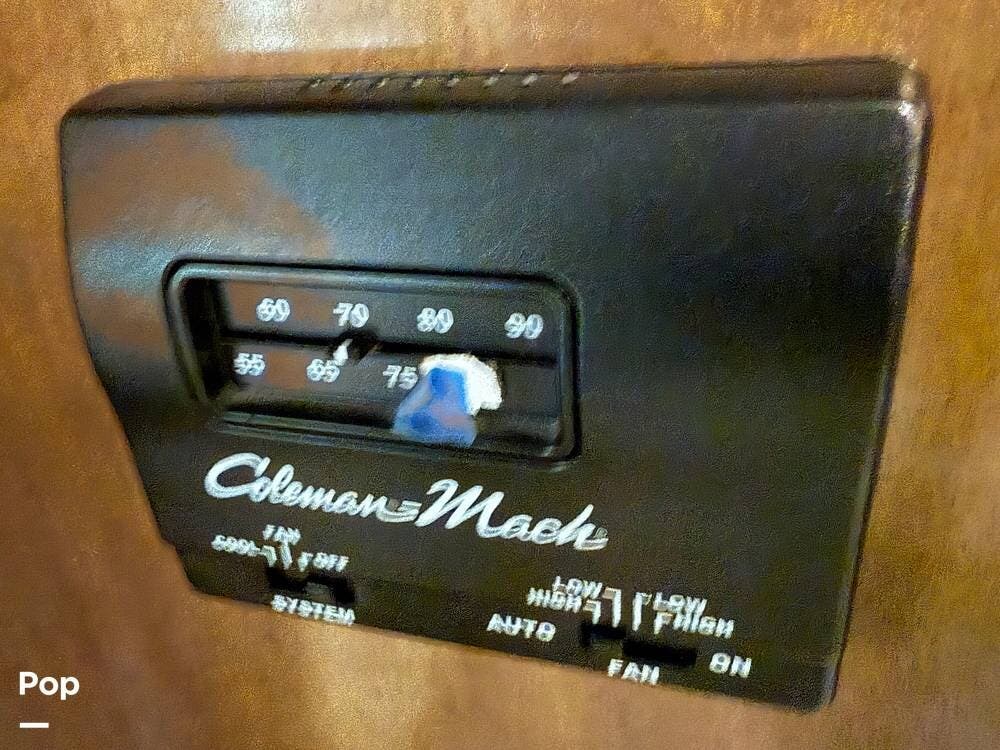 60 70 80 90
55 65 75
Coleman-Mach
FAN
COOL OFF
SYSTEM
LOW LOW
HIGH HIGH
AUTO ON
FAN
Pop